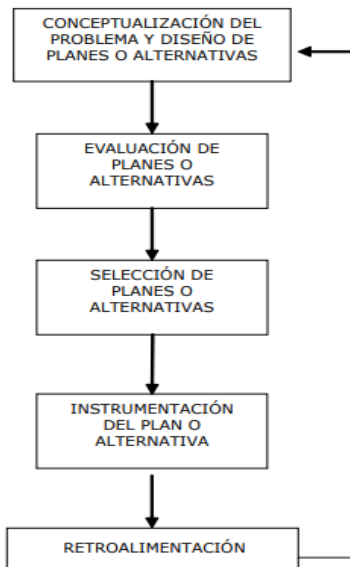 CONCEPTUALIZACIÓN DEL
PROBLEMA Y DISEÑO DE
PLANES O ALTERNATIVAS
EVALUACIÓN DE
PLANES O
ALTERNATIVAS
SELECCIÓN DE
PLANES O
ALTERNATIVAS
INSTRUMENTACIÓN
DEL PLAN O
ALTERNATIVA
RETROALIMENTACIÓN